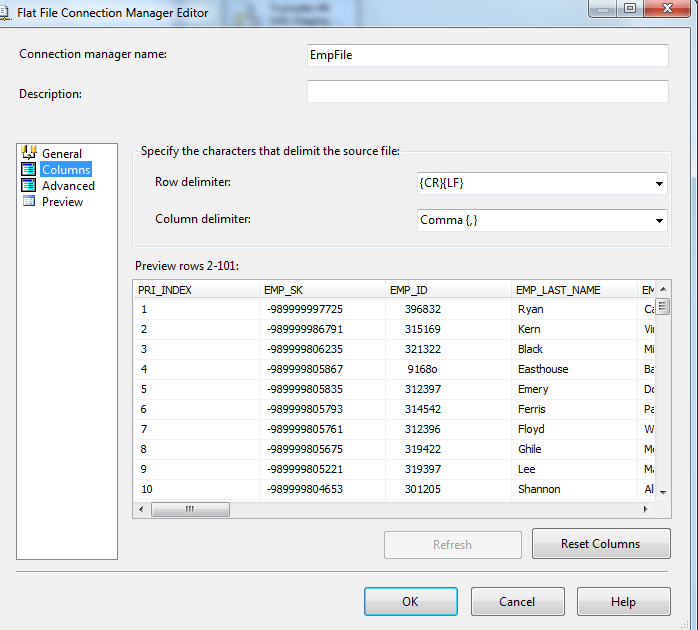 Flat File Connection Manager Editor
Connection manager name: EmpFile
Description:
General
Columns
Advanced
Preview
Specify the characters that delimit the source file:
Row delimiter: {CR}{LF}
Column delimiter: Comma {,}
Preview rows 2-101:
PRI_INDEX EMP_SK EMP_ID EMP_LAST_NAME EM
1 -989999997725 396832 Ryan Ca
2 -989999986791 315169 Kern Vi
3 -989999806235 321322 Black Mi
4 -989999805867 9168o Easthouse Ba
5 -989999805835 312397 Emery Do
6 -989999805793 314542 Ferris Pa
7 -989999805761 312396 Floyd W
8 -989999805675 319422 Ghile Me
9 -989999805221 319397 Lee Ma
10 -989999804653 301205 Shannon Al
Refresh Reset Columns
OK Cancel Help